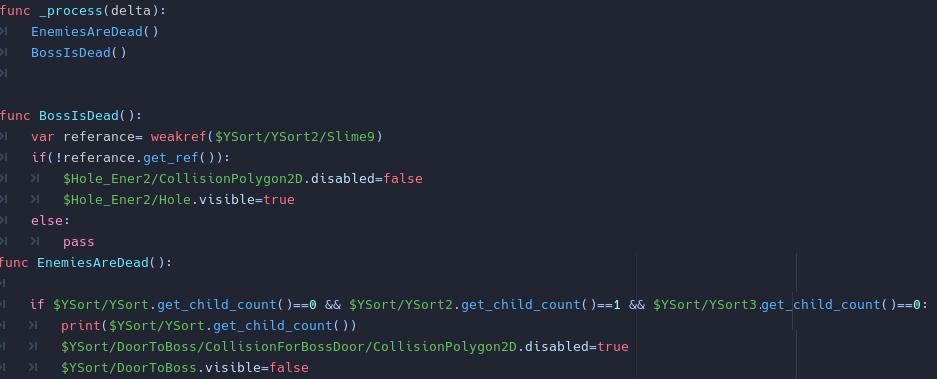 func _process(delta):
EnemiesAreDead()
BossIsDead()
func BossIsDead():
var referance= weakref($YSort/YSort2/Slime9)
if(!referance.get_ref()):
$Hole_Ener2/CollisionPolygon2D.disabled=false
$Hole_Ener2/Hole.visible=true
else:
pass
func EnemiesAreDead():
if $YSort/YSort.get_child_count()==0 && $YSort/YSort2.get_child_count()==1 && $YSort/YSort3.get_child_count()==0:
print($YSort/YSort.get_child_count())
$YSort/DoorToBoss/CollisionForBossDoor/CollisionPolygon2D.disabled=true
$YSort/DoorToBoss.visible=false